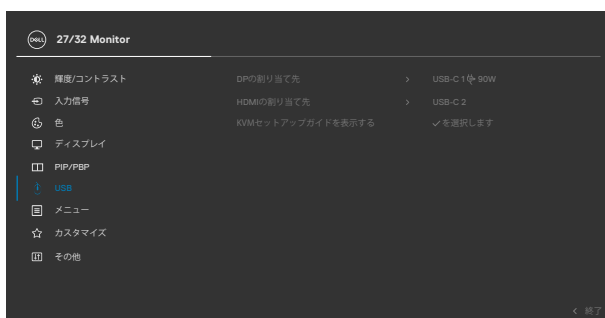 DELL 27/32 Monitor
輝度/コントラスト DPの割り当て先 > USB-C 1 90W
入力信号 HDMIの割り当て先 > USB-C 2
色 KVMセットアップガイドを表示する ✓を選択します
ディスプレイ
PIP/PBP
USB
メニュー
カスタマイズ
その他
< 終了